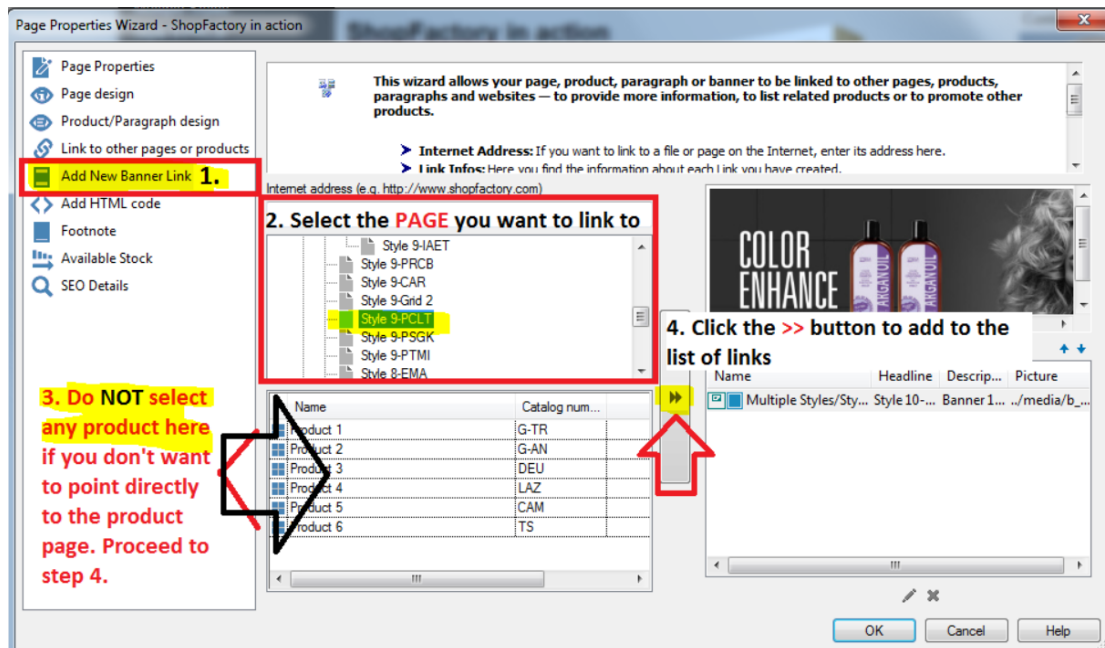 Page Properties Wizard - ShopFactory in action
Page Properties
Page design
Product/Paragraph design
Link to other pages or products
Add New Banner Link 1.
Add HTML code
Footnote
Available Stock
SEO Details
This wizard allows your page, product, paragraph or banner to be linked to other pages, products,
paragraphs and websites — to provide more information, to list related products or to promote other
products.
Internet Address: If you want to link to a file or page on the Internet, enter its address here.
Link Infos: Here you find the information about each Link you have created.
Internet address (e.g. http://www.shopfactory.com)
2. Select the PAGE you want to link to
Style 9-IAET
Style 9-PRCB
Style 9-CAR
Style 9-Grid 2
Style 9-PCLT
Style 9-PSGK
Style 9-PTMI
Style 8-EMA
COLOR
ENHANCE
ARGAN OIL
ARGAN OIL
4. Click the >> button to add to the
list of links
Name Headline Descrip... Picture
Multiple Styles/Sty... Style 10-... Banner 1... ../media/b_...
3. Do NOT select
any product here
if you don't want
to point directly
to the product
page. Proceed to
step 4.
Name Catalog num...
Product 1 G-TR
Product 2 G-AN
Product 3 DEU
Product 4 LAZ
Product 5 CAM
Product 6 TS
OK Cancel Help